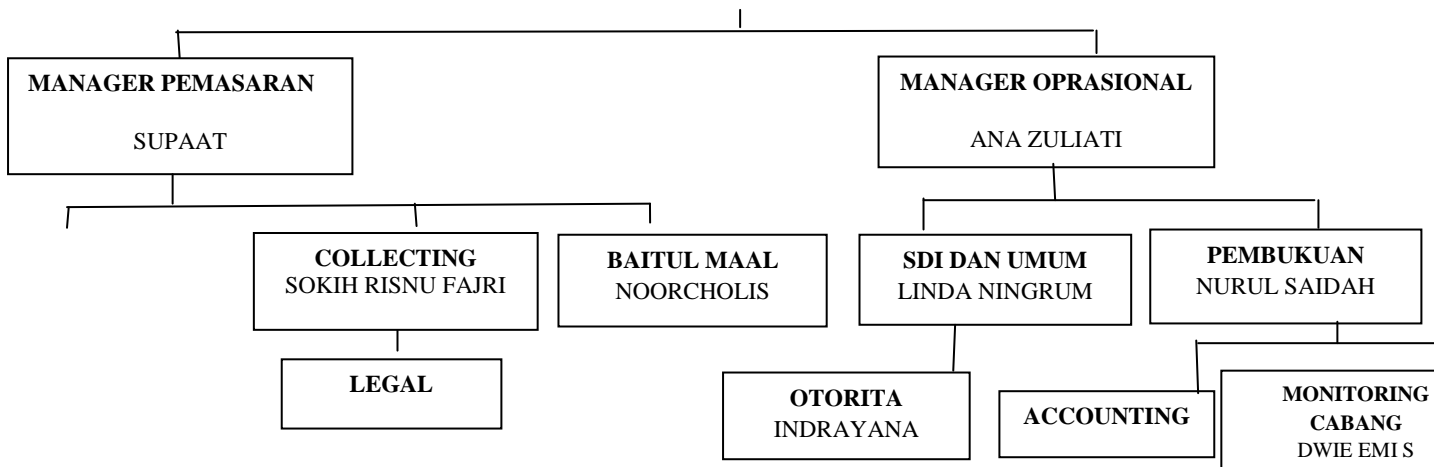 MANAGER PEMASARAN
SUPAAT
MANAGER OPRASIONAL
ANA ZULIATI
COLLECTING
SOKIH RISNU FAJRI
BAITUL MAAL
NOORCHOLIS
SDI DAN UMUM
LINDA NINGRUM
PEMBUKUAN
NURUL SAIDAH
LEGAL
OTORITA
INDRAYANA
ACCOUNTING
MONITORING
CABANG
DWIE EMI S